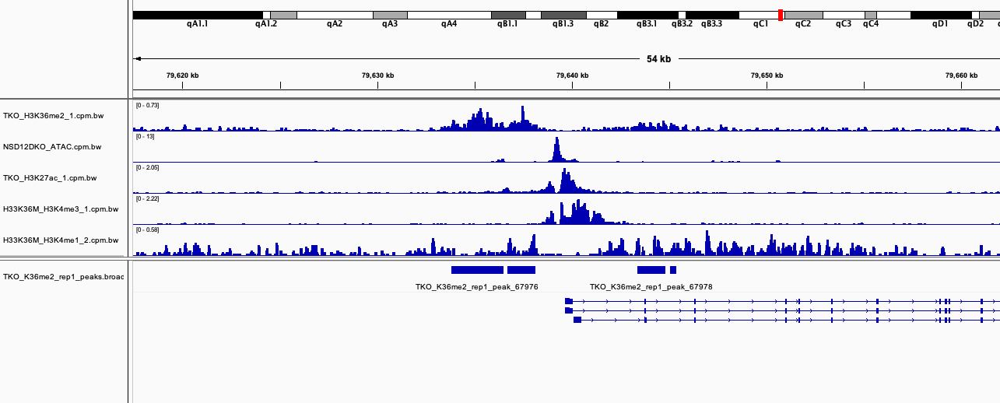 qA1.1 qA1.2 qA2 qA3 qA4 qB1.1 qB1.3 qB2 qB3.1 qB3.2 qB3.3 qC1 qC2 qC3 qC4 qD1 qD2
54 kb
79,620 kb 79,630 kb 79,640 kb 79,650 kb 79,660 kb
[0 - 0.73]
TKO_H3K36me2_1.cpm.bw
[0 - 13]
NSD12DKO_ATAC.cpm.bw
[0 - 2.05]
TKO_H3K27ac_1.cpm.bw
[0 - 2.22]
H33K36M_H3K4me3_1.cpm.bw
[0 - 0.58]
H33K36M_H3K4me1_2.cpm.bw
TKO_K36me2_rep1_peaks.broac
TKO_K36me2_rep1_peak_67976 TKO_K36me2_rep1_peak_67978